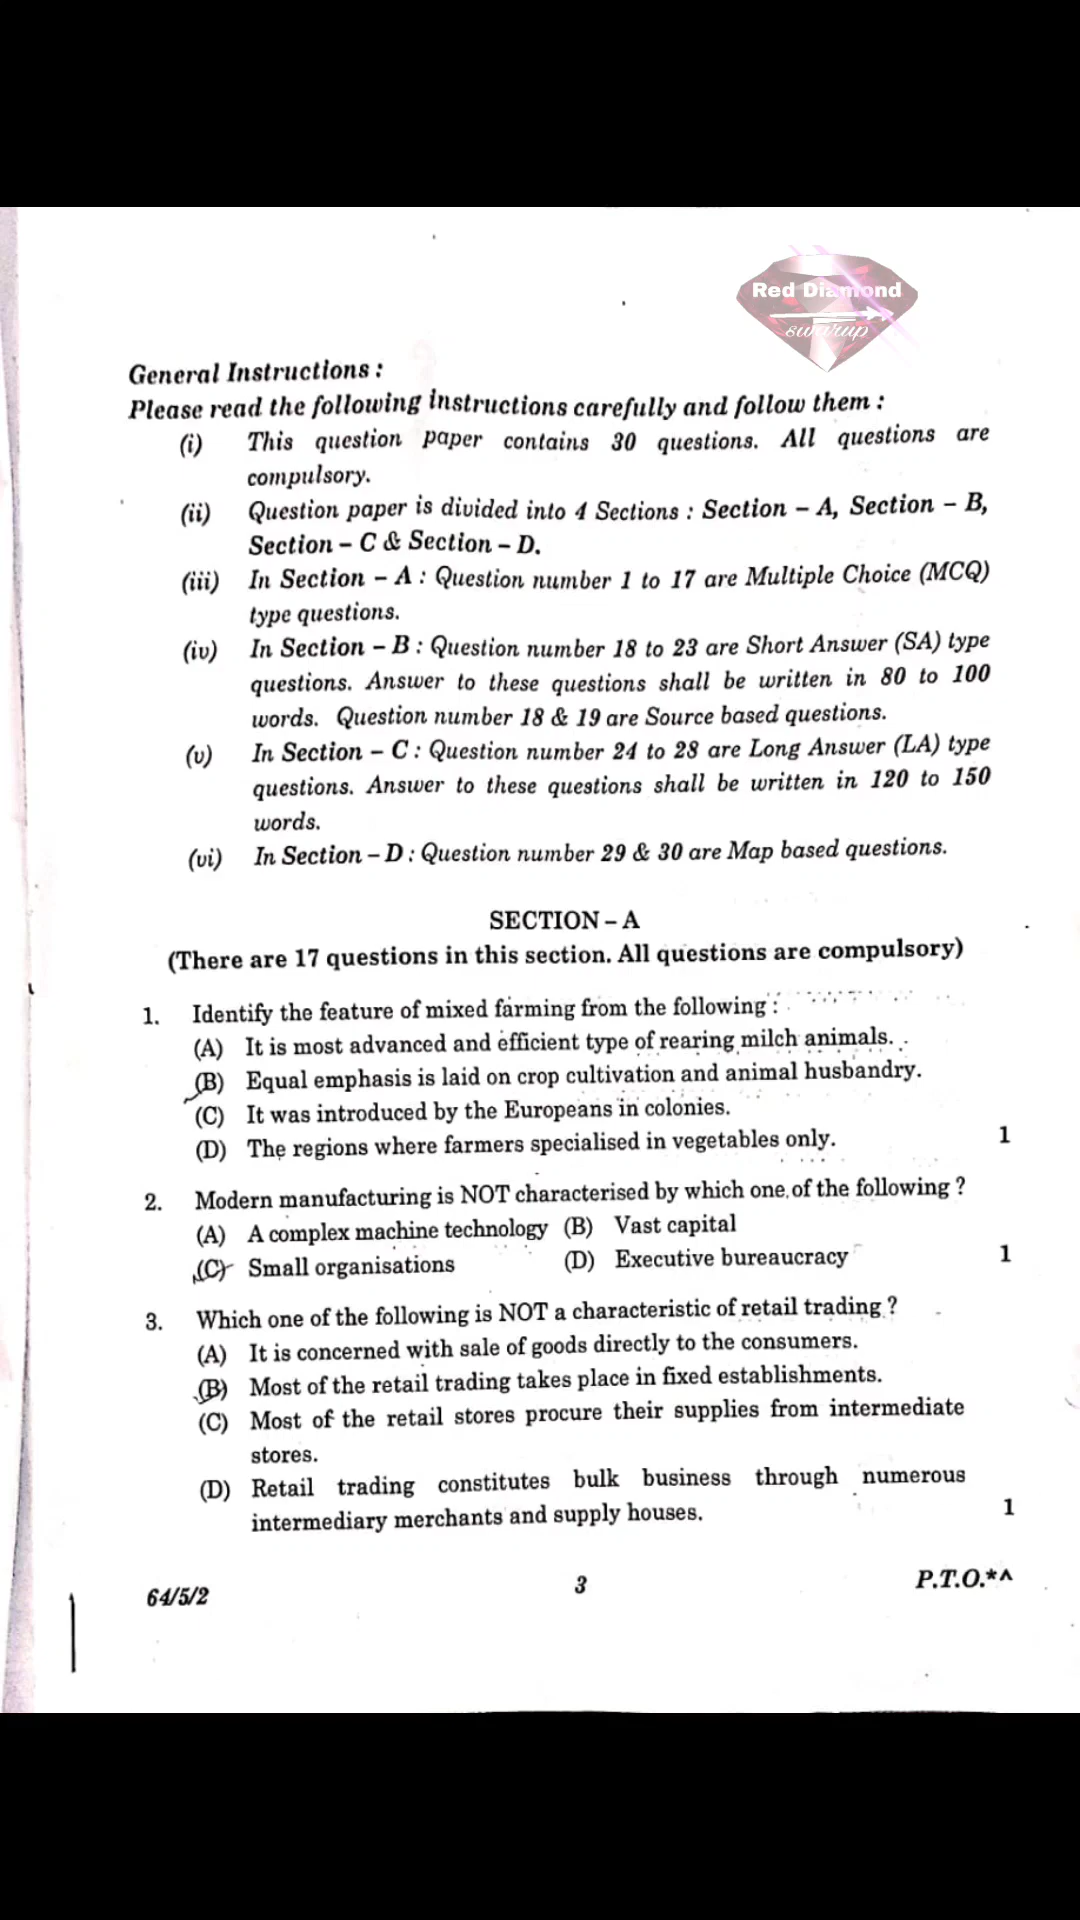 Red Diamond
swarup
General Instructions :
Please read the following instructions carefully and follow them :
(i) This question paper contains 30 questions. All questions are
compulsory.
(ii) Question paper is divided into 4 Sections : Section – A, Section – B,
Section – C & Section – D.
(iii) In Section – A : Question number 1 to 17 are Multiple Choice (MCQ)
type questions.
(iv) In Section – B : Question number 18 to 23 are Short Answer (SA) type
questions. Answer to these questions shall be written in 80 to 100
words. Question number 18 & 19 are Source based questions.
(v) In Section – C : Question number 24 to 28 are Long Answer (LA) type
questions. Answer to these questions shall be written in 120 to 150
words.
(vi) In Section – D : Question number 29 & 30 are Map based questions.
SECTION – A
(There are 17 questions in this section. All questions are compulsory)
1. Identify the feature of mixed farming from the following :
(A) It is most advanced and efficient type of rearing milch animals.
(B) Equal emphasis is laid on crop cultivation and animal husbandry.
(C) It was introduced by the Europeans in colonies.
(D) The regions where farmers specialised in vegetables only. 1
2. Modern manufacturing is NOT characterised by which one of the following ?
(A) A complex machine technology (B) Vast capital
(C) Small organisations (D) Executive bureaucracy 1
3. Which one of the following is NOT a characteristic of retail trading ?
(A) It is concerned with sale of goods directly to the consumers.
(B) Most of the retail trading takes place in fixed establishments.
(C) Most of the retail stores procure their supplies from intermediate
stores.
(D) Retail trading constitutes bulk business through numerous
intermediary merchants and supply houses. 1
64/5/2 3 P.T.O.*^